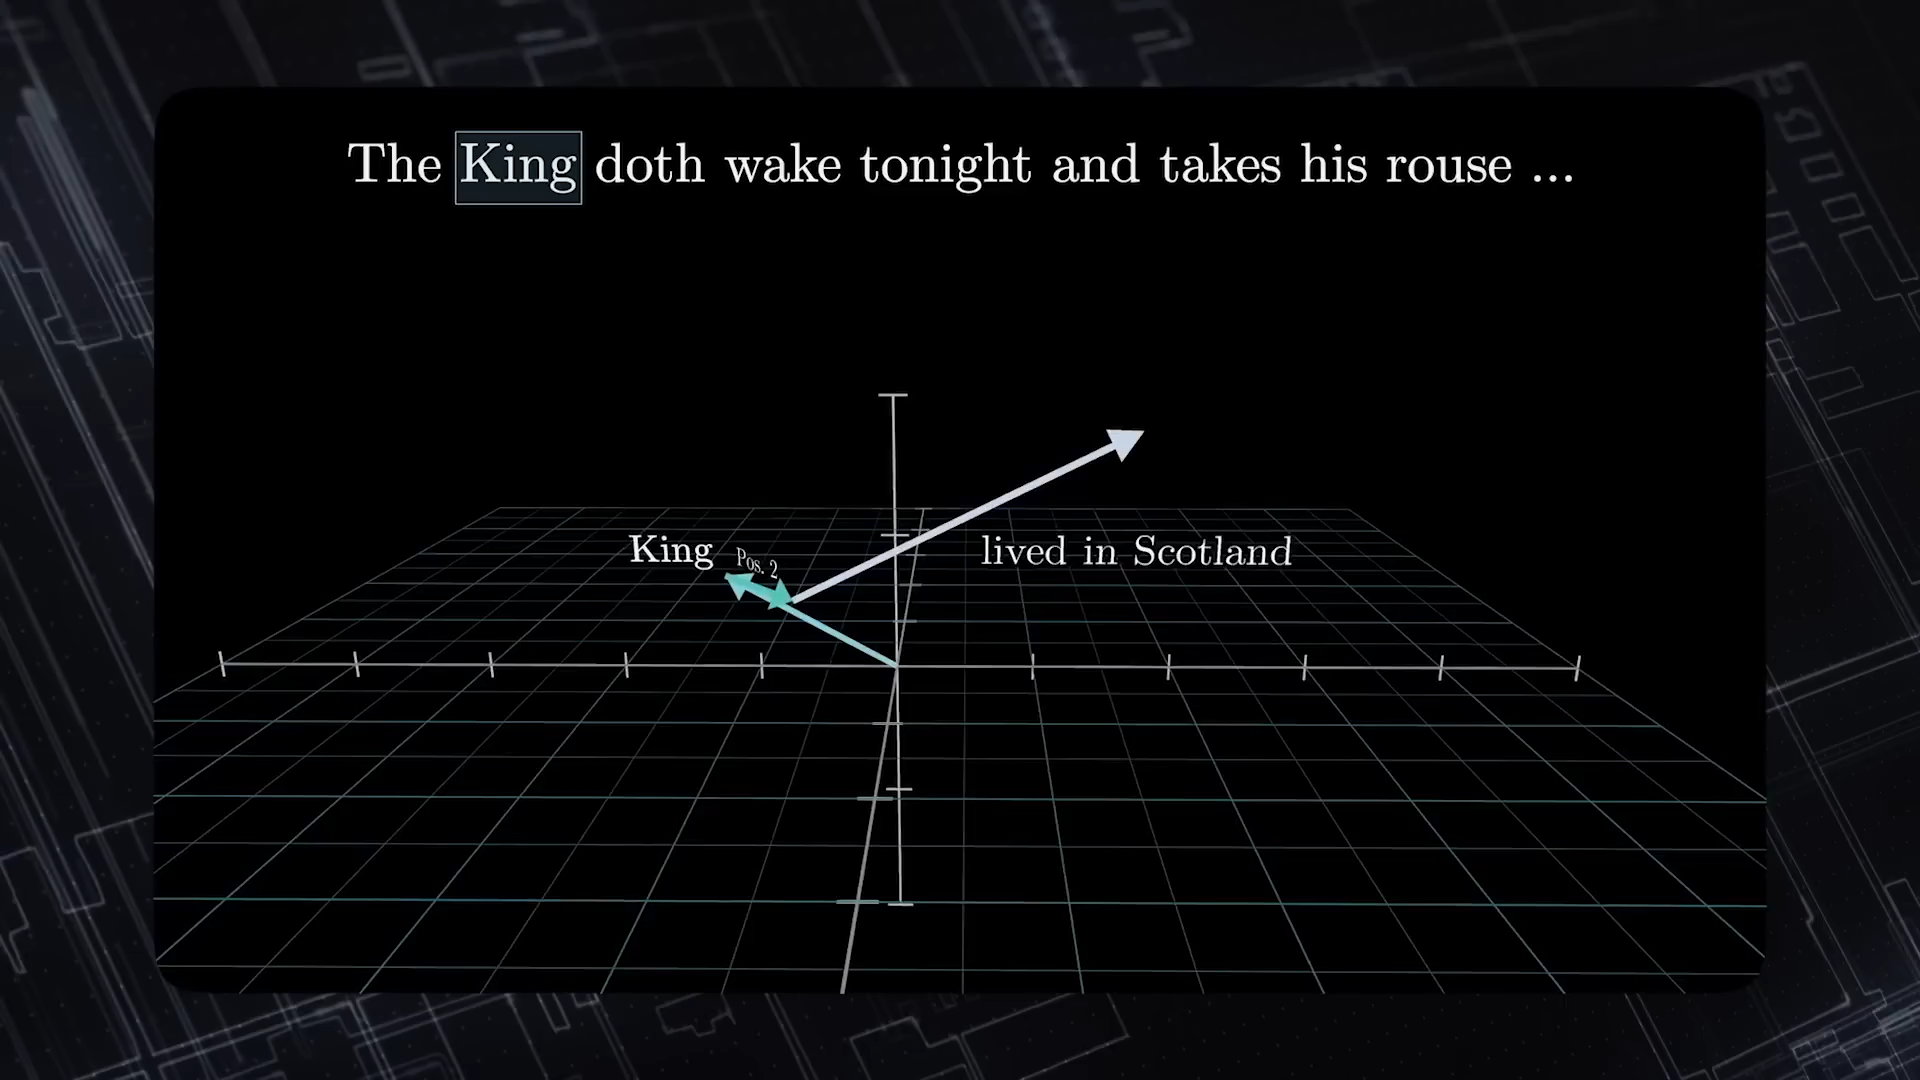 The King doth wake tonight and takes his rouse ...
King
Pos. 2
lived in Scotland